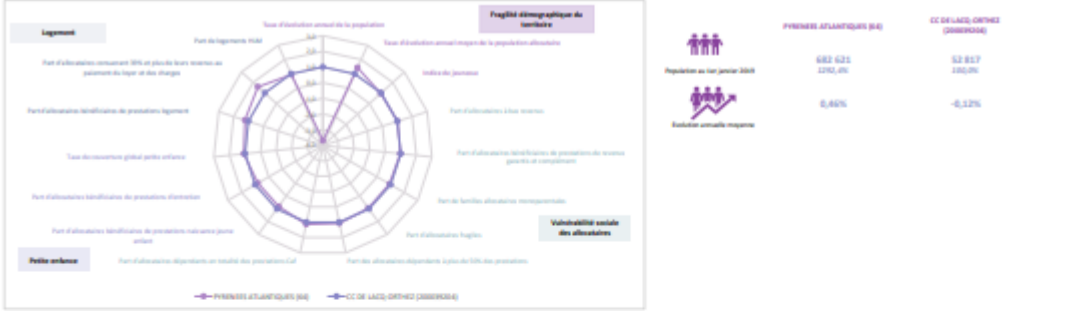 Fragilité démographique du
territoire
Logement
Taux d'évolution annuel de la population
Part de logements HLM
Taux d'évolution annuel moyen de la population allocataire
Part d'allocataires consacrant 30% et plus de leurs revenus au
paiement du loyer et des charges
Indice de jeunesse
Part d'allocataires bénéficiaires de prestations logement
Part d'allocataires à bas revenus
Taux de couverture global petite enfance
Part d'allocataires bénéficiaires de prestations de revenu
garanti et complément
Part d'allocataires bénéficiaires de prestations d'entretien
Part de familles allocataires monoparentales
Part d'allocataires bénéficiaires de prestations naissance jeune
enfant
Part d'allocataires fragiles
Vulnérabilité sociale
des allocataires
Petite enfance
Part d'allocataires dépendants en totalité des prestations Caf
Part des allocataires dépendants à plus de 50% des prestations
PYRENEES ATLANTIQUES (64)
CC DE LACQ-ORTHEZ (200039204)
PYRENEES ATLANTIQUES (64)
CC DE LACQ-ORTHEZ
(200039204)
Population au 1er janvier 2019
682 621
52 817
100,0%
Evolution annuelle moyenne
0,46%
-0,12%